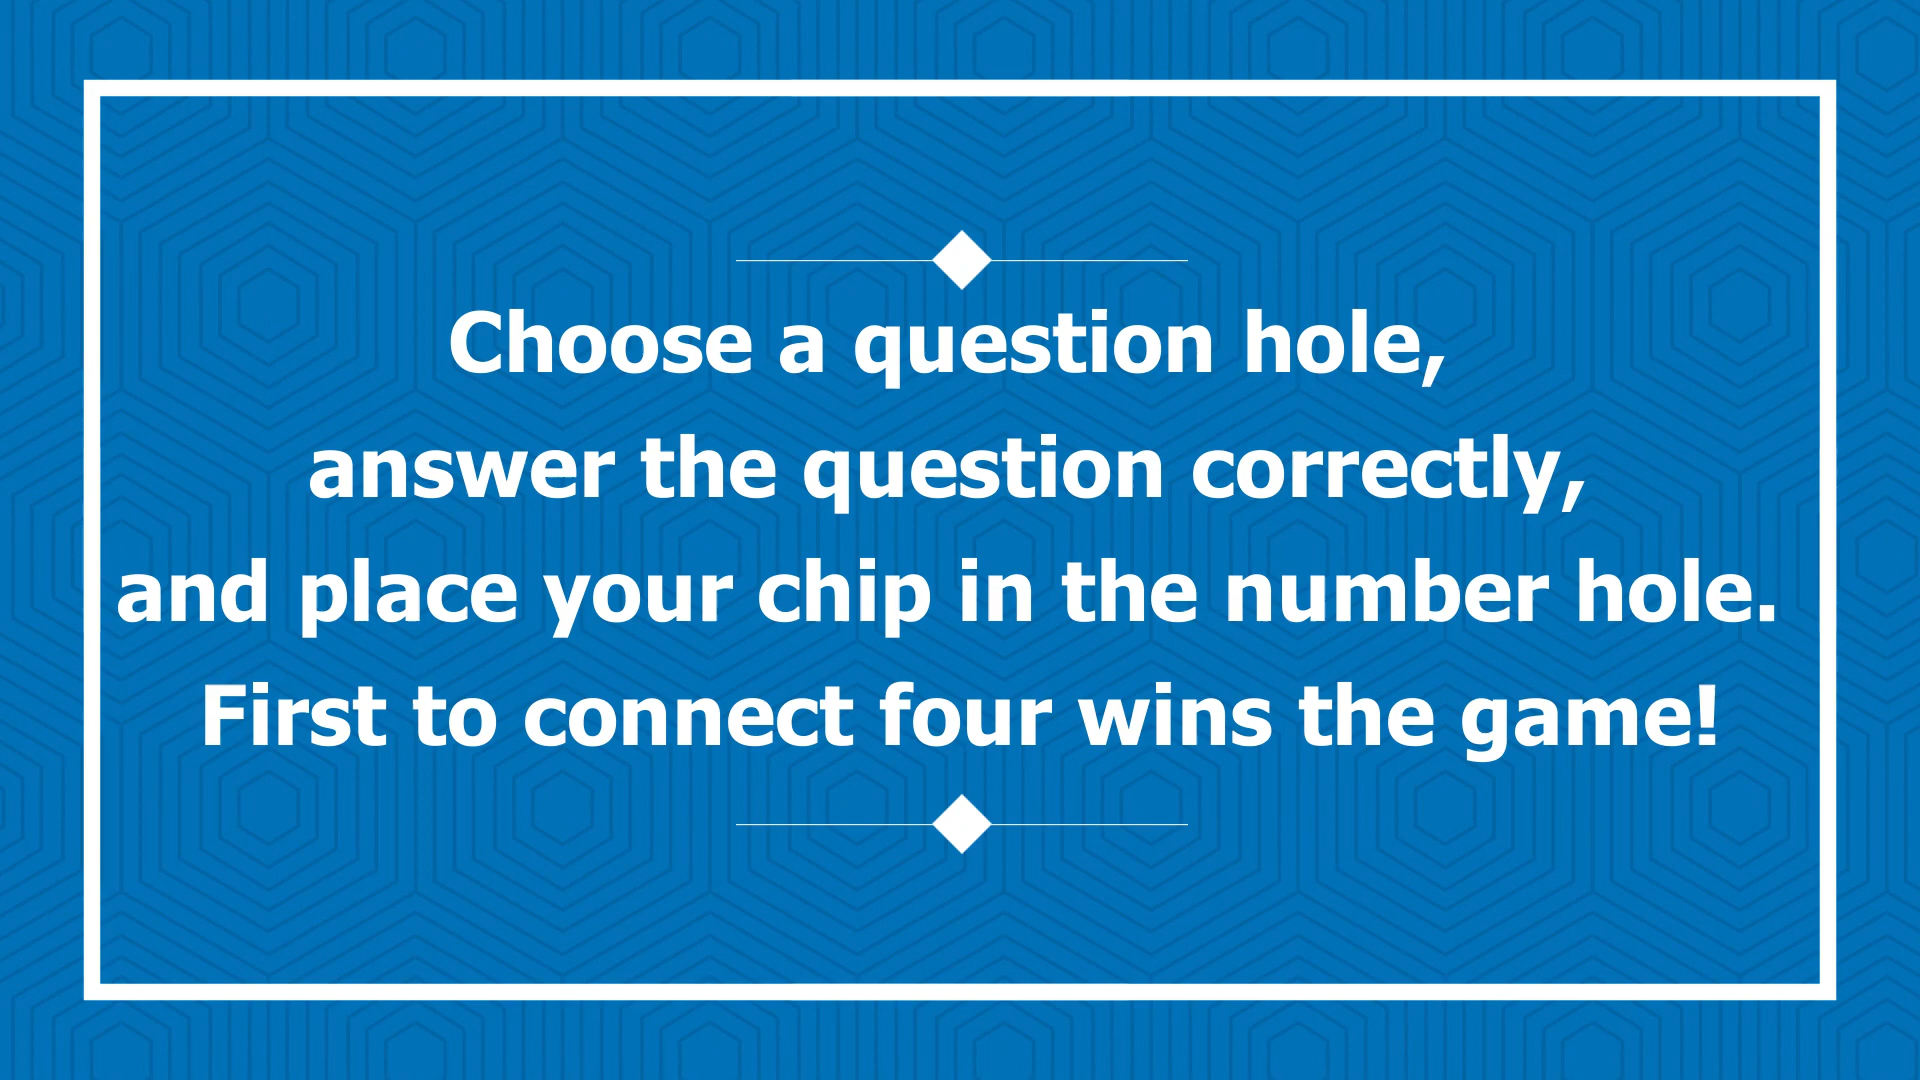 Choose a question hole,
answer the question correctly,
and place your chip in the number hole.
First to connect four wins the game!